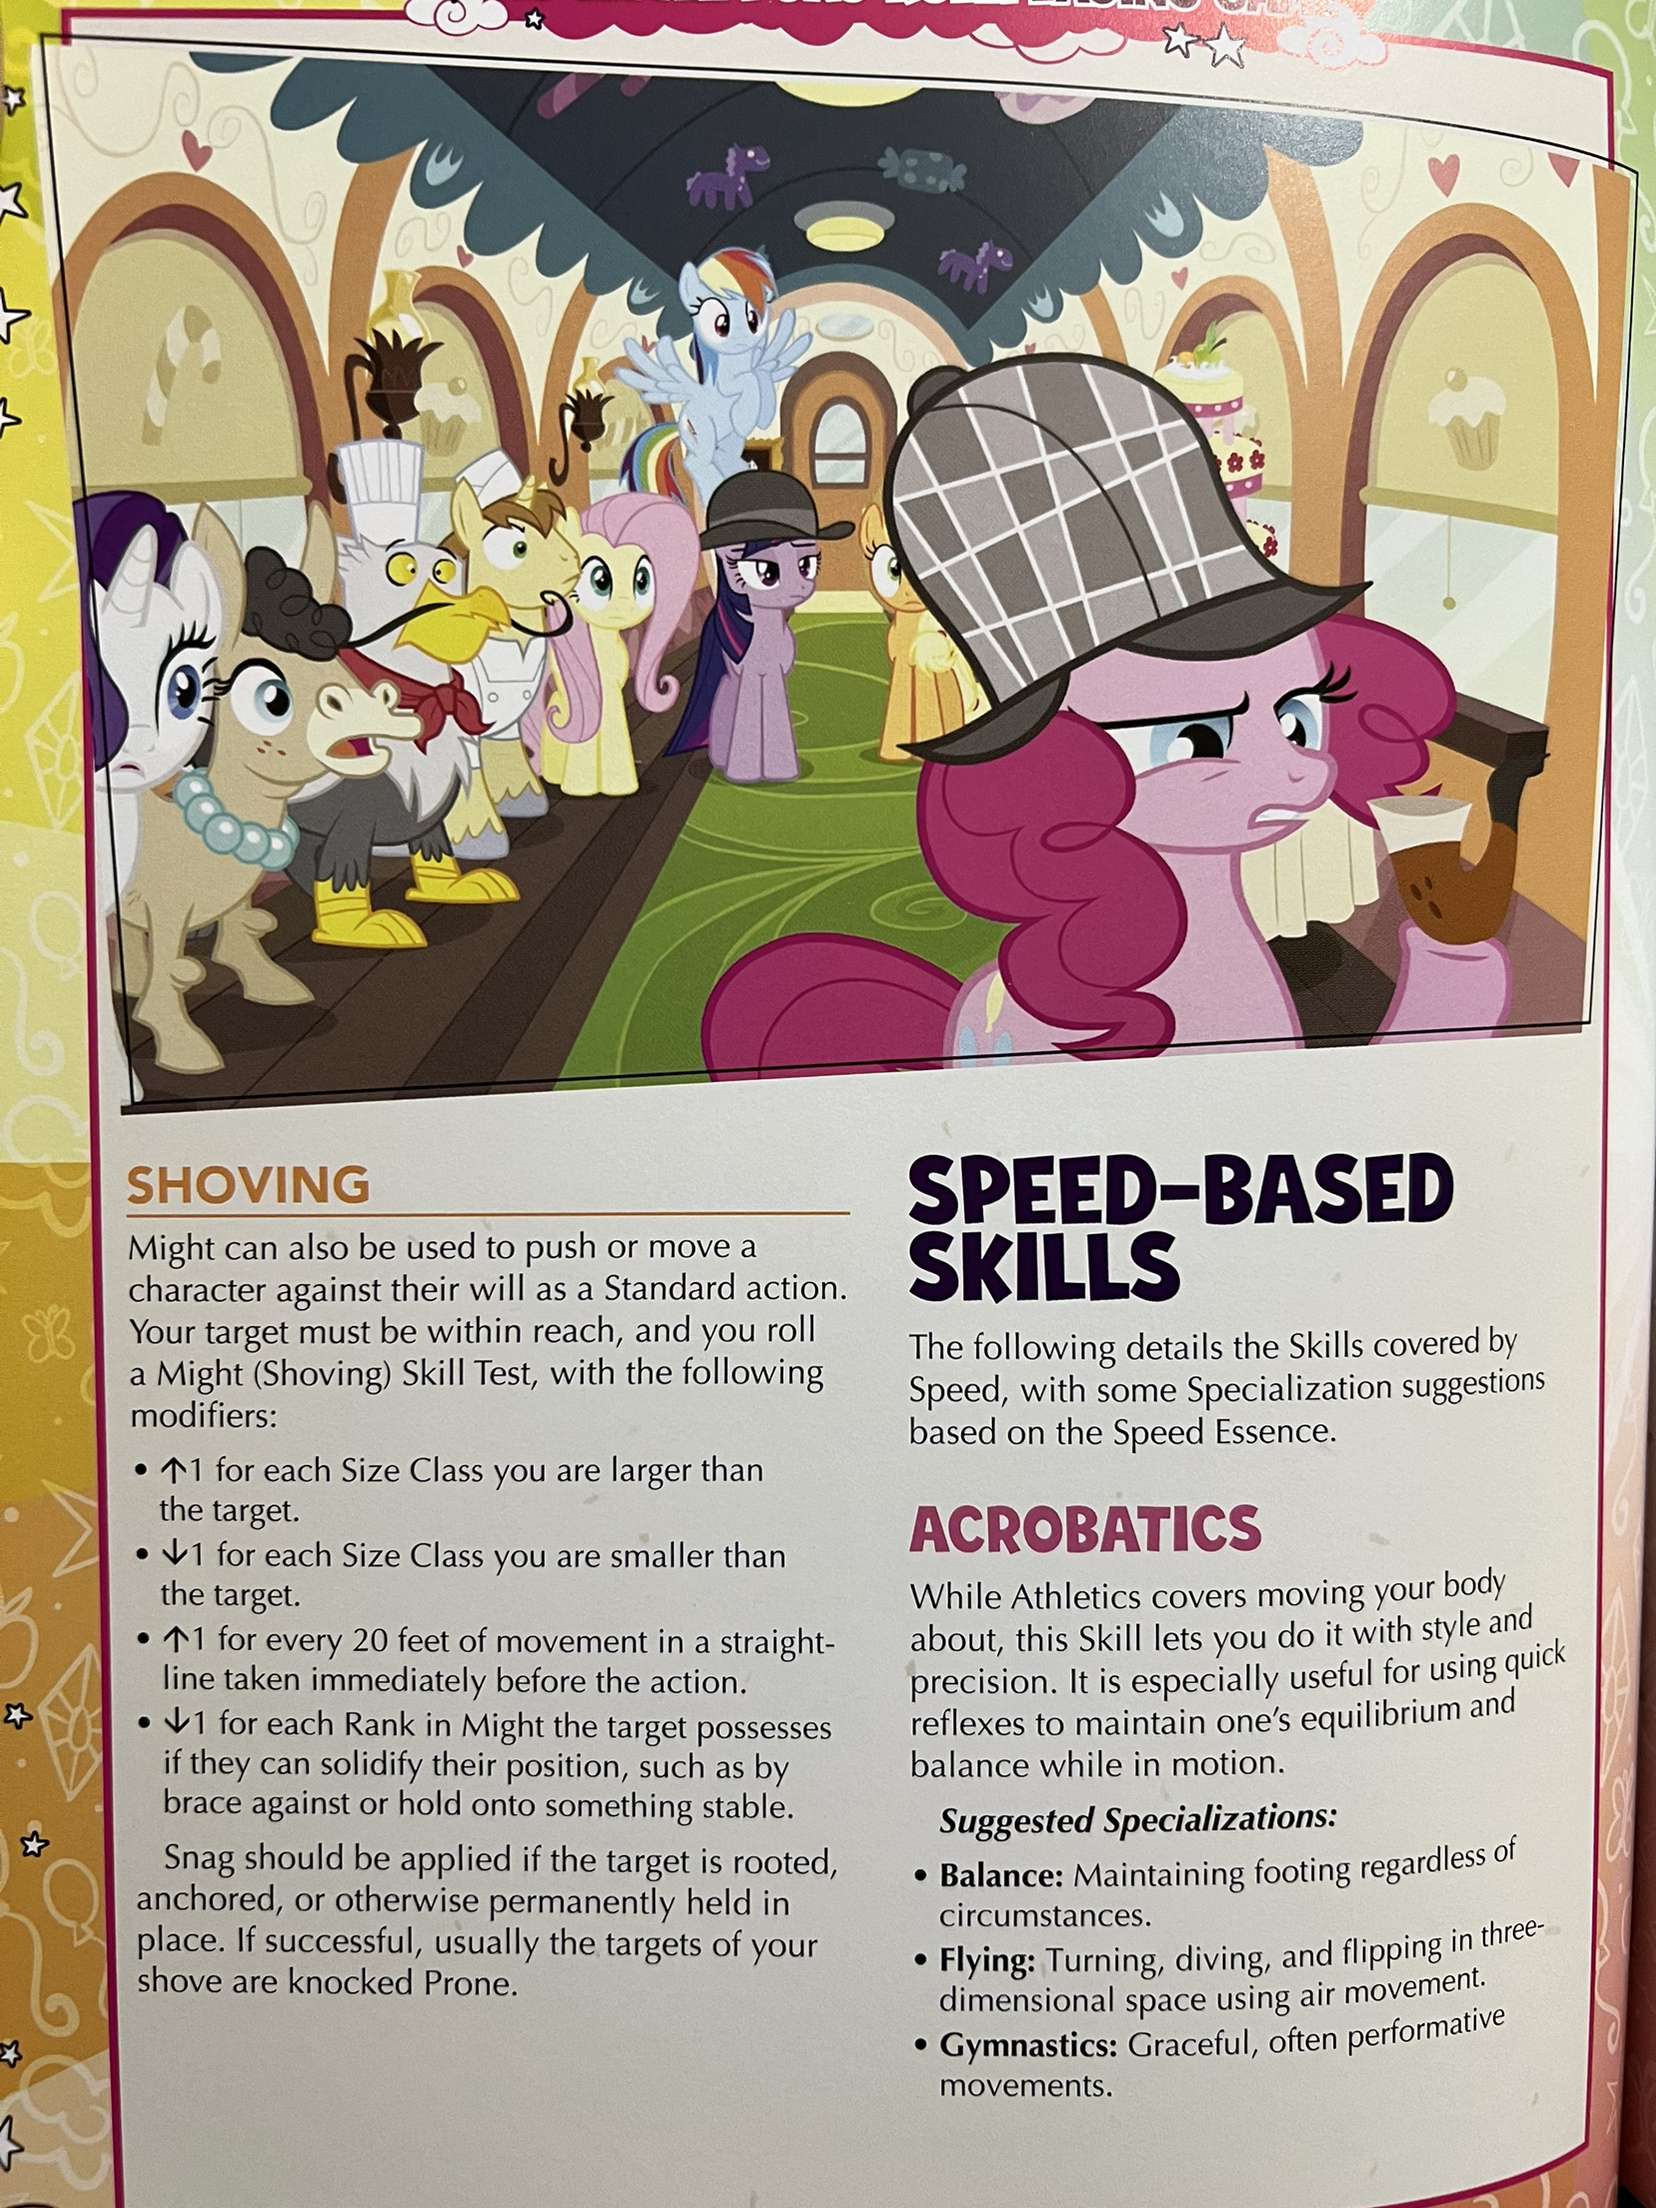 SHOVING
Might can also be used to push or move a
character against their will as a Standard action.
Your target must be within reach, and you roll
a Might (Shoving) Skill Test, with the following
modifiers:
• ↑1 for each Size Class you are larger than
the target.
• ↓1 for each Size Class you are smaller than
the target.
• ↑1 for every 20 feet of movement in a straight-
line taken immediately before the action.
• ↓1 for each Rank in Might the target possesses
if they can solidify their position, such as by
brace against or hold onto something stable.
Snag should be applied if the target is rooted,
anchored, or otherwise permanently held in
place. If successful, usually the targets of your
shove are knocked Prone.
SPEED-BASED
SKILLS
The following details the Skills covered by
Speed, with some Specialization suggestions
based on the Speed Essence.
ACROBATICS
While Athletics covers moving your body
about, this Skill lets you do it with style and
precision. It is especially useful for using quick
reflexes to maintain one's equilibrium and
balance while in motion.
Suggested Specializations:
• Balance: Maintaining footing regardless of
circumstances.
• Flying: Turning, diving, and flipping in three-
dimensional space using air movement.
• Gymnastics: Graceful, often performative
movements.